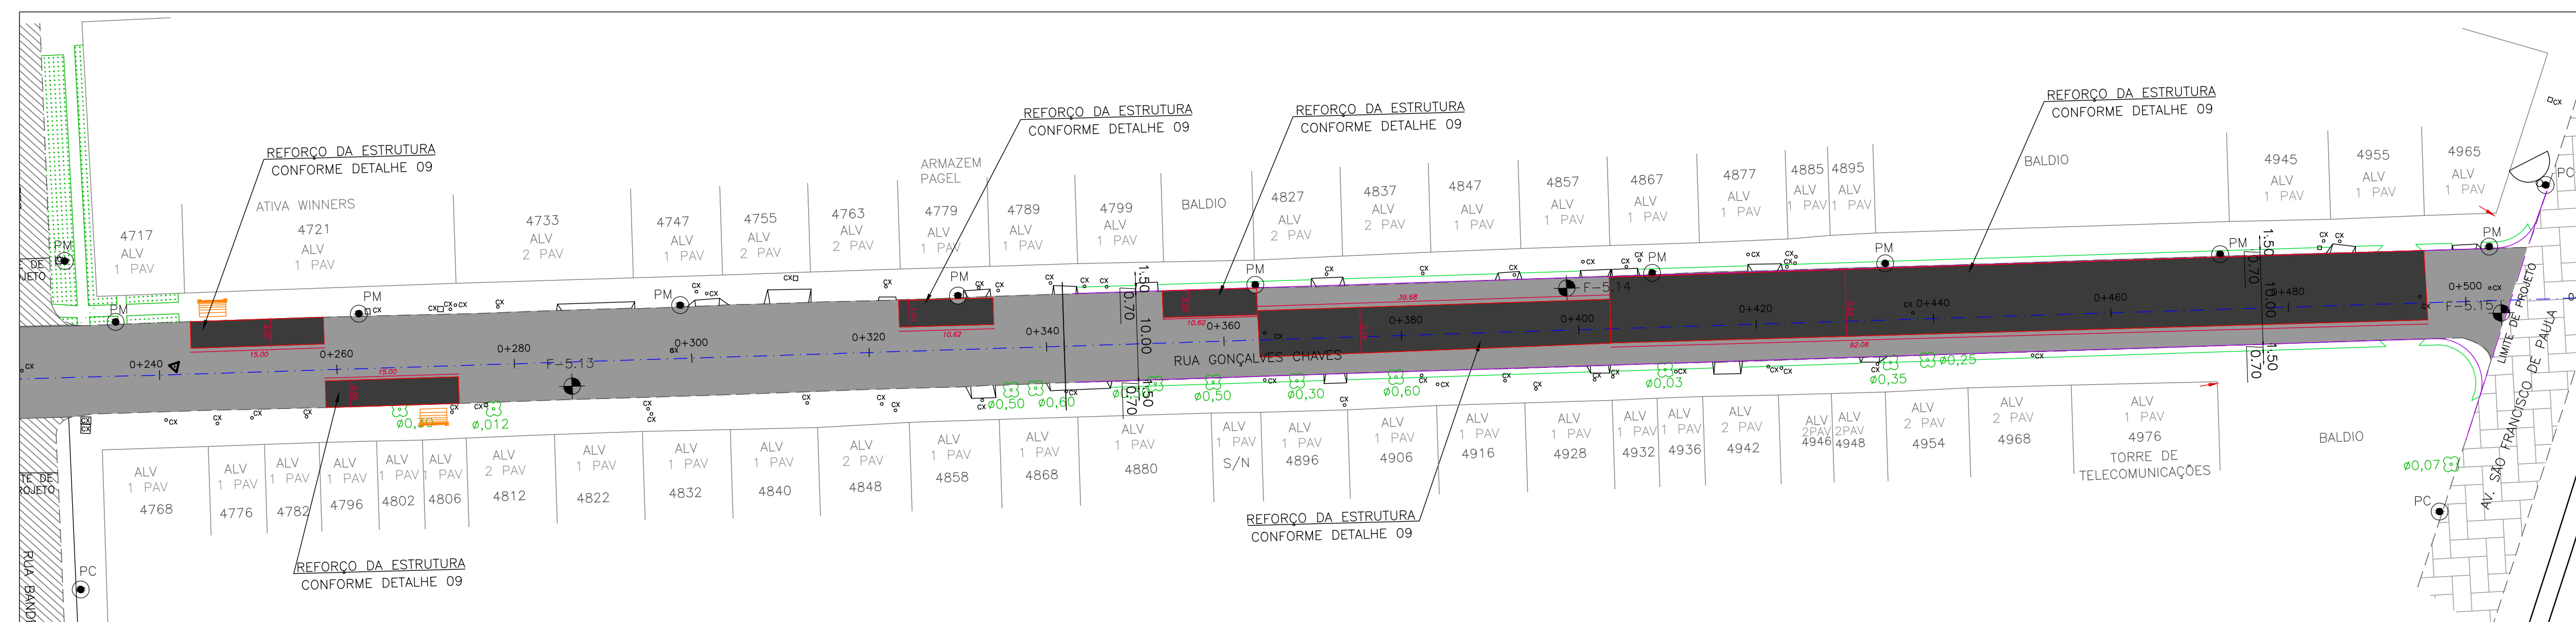 REFORÇO DA ESTRUTURA
CONFORME DETALHE 09
REFORÇO DA ESTRUTURA
CONFORME DETALHE 09
REFORÇO DA ESTRUTURA
CONFORME DETALHE 09
REFORÇO DA ESTRUTURA
CONFORME DETALHE 09
4717
ALV
1 PAV
ATIVA WINNERS
4721
ALV
1 PAV
4733
ALV
2 PAV
4747
ALV
1 PAV
4755
ALV
2 PAV
4763
ALV
2 PAV
ARMAZEM
PAGEL
4779
ALV
1 PAV
4789
ALV
1 PAV
4799
ALV
1 PAV
BALDIO
4827
ALV
2 PAV
4837
ALV
2 PAV
4847
ALV
1 PAV
4857
ALV
1 PAV
4867
ALV
1 PAV
4877
ALV
1 PAV
4885
ALV
1 PAV
4895
ALV
1 PAV
BALDIO
4945
ALV
1 PAV
4955
ALV
1 PAV
4965
ALV
1 PAV
PM
PM
PM
PM
PM
PM
PM
PM
PM
PM
PC
0+240
0+260
0+280
0+300
0+320
0+340
0+360
0+380
0+400
0+420
0+440
0+460
0+480
0+500
F-5.13
F-5.14
F-5.15
15.00
15.00
10.62
10.62
39.68
92.08
1.50
0.70
10.00
0.70
1.50
1.50
0.70
10.00
1.50
0.70
RUA GONÇALVES CHAVES
LIMITE DE PROJETO
AV. SÃO FRANCISCO DE PAULA
ø,012
ø0,50
ø0,60
ø0,50
ø0,30
ø0,60
ø0,03
ø0,35
ø0,25
ø0,07
ALV
1 PAV
4768
ALV
1 PAV
4776
ALV
1 PAV
4782
ALV
1 PAV
4796
ALV
1 PAV
4802
ALV
1 PAV
4806
ALV
2 PAV
4812
ALV
1 PAV
4822
ALV
1 PAV
4832
ALV
1 PAV
4840
ALV
2 PAV
4848
ALV
1 PAV
4858
ALV
1 PAV
4868
ALV
1 PAV
4880
ALV
1 PAV
S/N
ALV
1 PAV
4896
ALV
1 PAV
4906
ALV
1 PAV
4916
ALV
1 PAV
4928
ALV
1 PAV
4932
ALV
1 PAV
4936
ALV
2 PAV
4942
ALV
2PAV
4946
ALV
2PAV
4948
ALV
2 PAV
4954
ALV
2 PAV
4968
ALV
1 PAV
4976
TORRE DE
TELECOMUNICAÇÕES
BALDIO
PC
PC
REFORÇO DA ESTRUTURA
CONFORME DETALHE 09
REFORÇO DA ESTRUTURA
CONFORME DETALHE 09